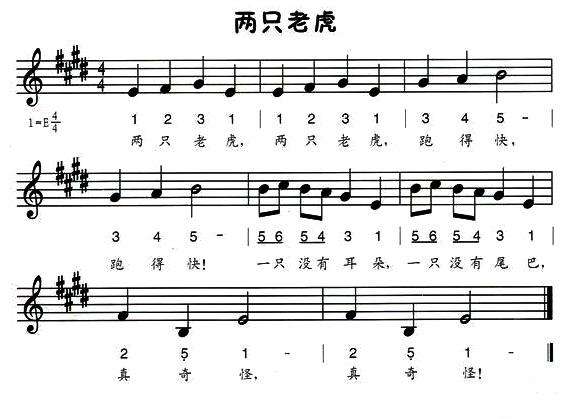 两只老虎
1=E 4/4 1 2 3 1 | 1 2 3 1 | 3 4 5 - |
两 只 老 虎, 两 只 老 虎, 跑 得 快,
3 4 5 - | 5 6 5 4 3 1 | 5 6 5 4 3 1 |
跑 得 快! 一只 没有 耳 朵, 一只 没有 尾 巴,
2 5̣ 1 - | 2 5̣ 1 - ‖
真 奇 怪, 真 奇 怪!